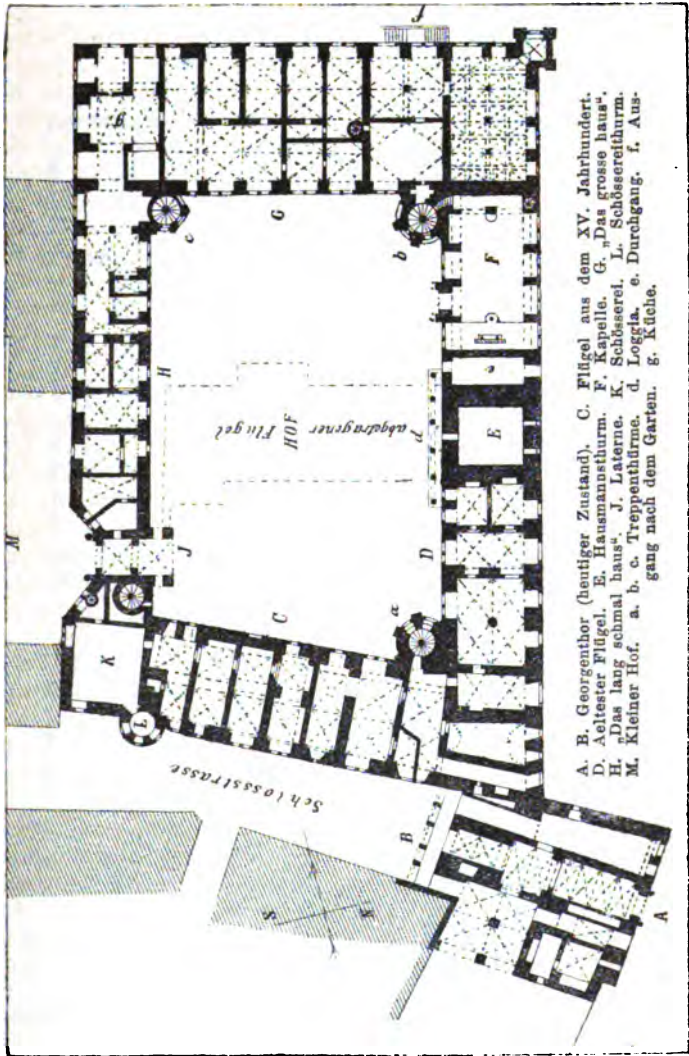 M
f
g
c
G
b
H
HOF
abgetragener Flügel
F
e
J
d
E
K
C
D
L
a
Schlossstrasse
B
S
N
A
A. B. Georgenthor (heutiger Zustand). C. Flügel aus dem XV. Jahrhundert.
D. Aeltester Flügel. E. Hausmannsthurm. F. Kapelle. G. „Das grosse haus“.
H. „Das lang schmal haus“. J. Laterne. K. Schösserei. L. Schössereithurm.
M. Kleiner Hof. a. b. c. Treppenthürme. d. Loggia. e. Durchgang. f. Aus-
gang nach dem Garten. g. Küche.